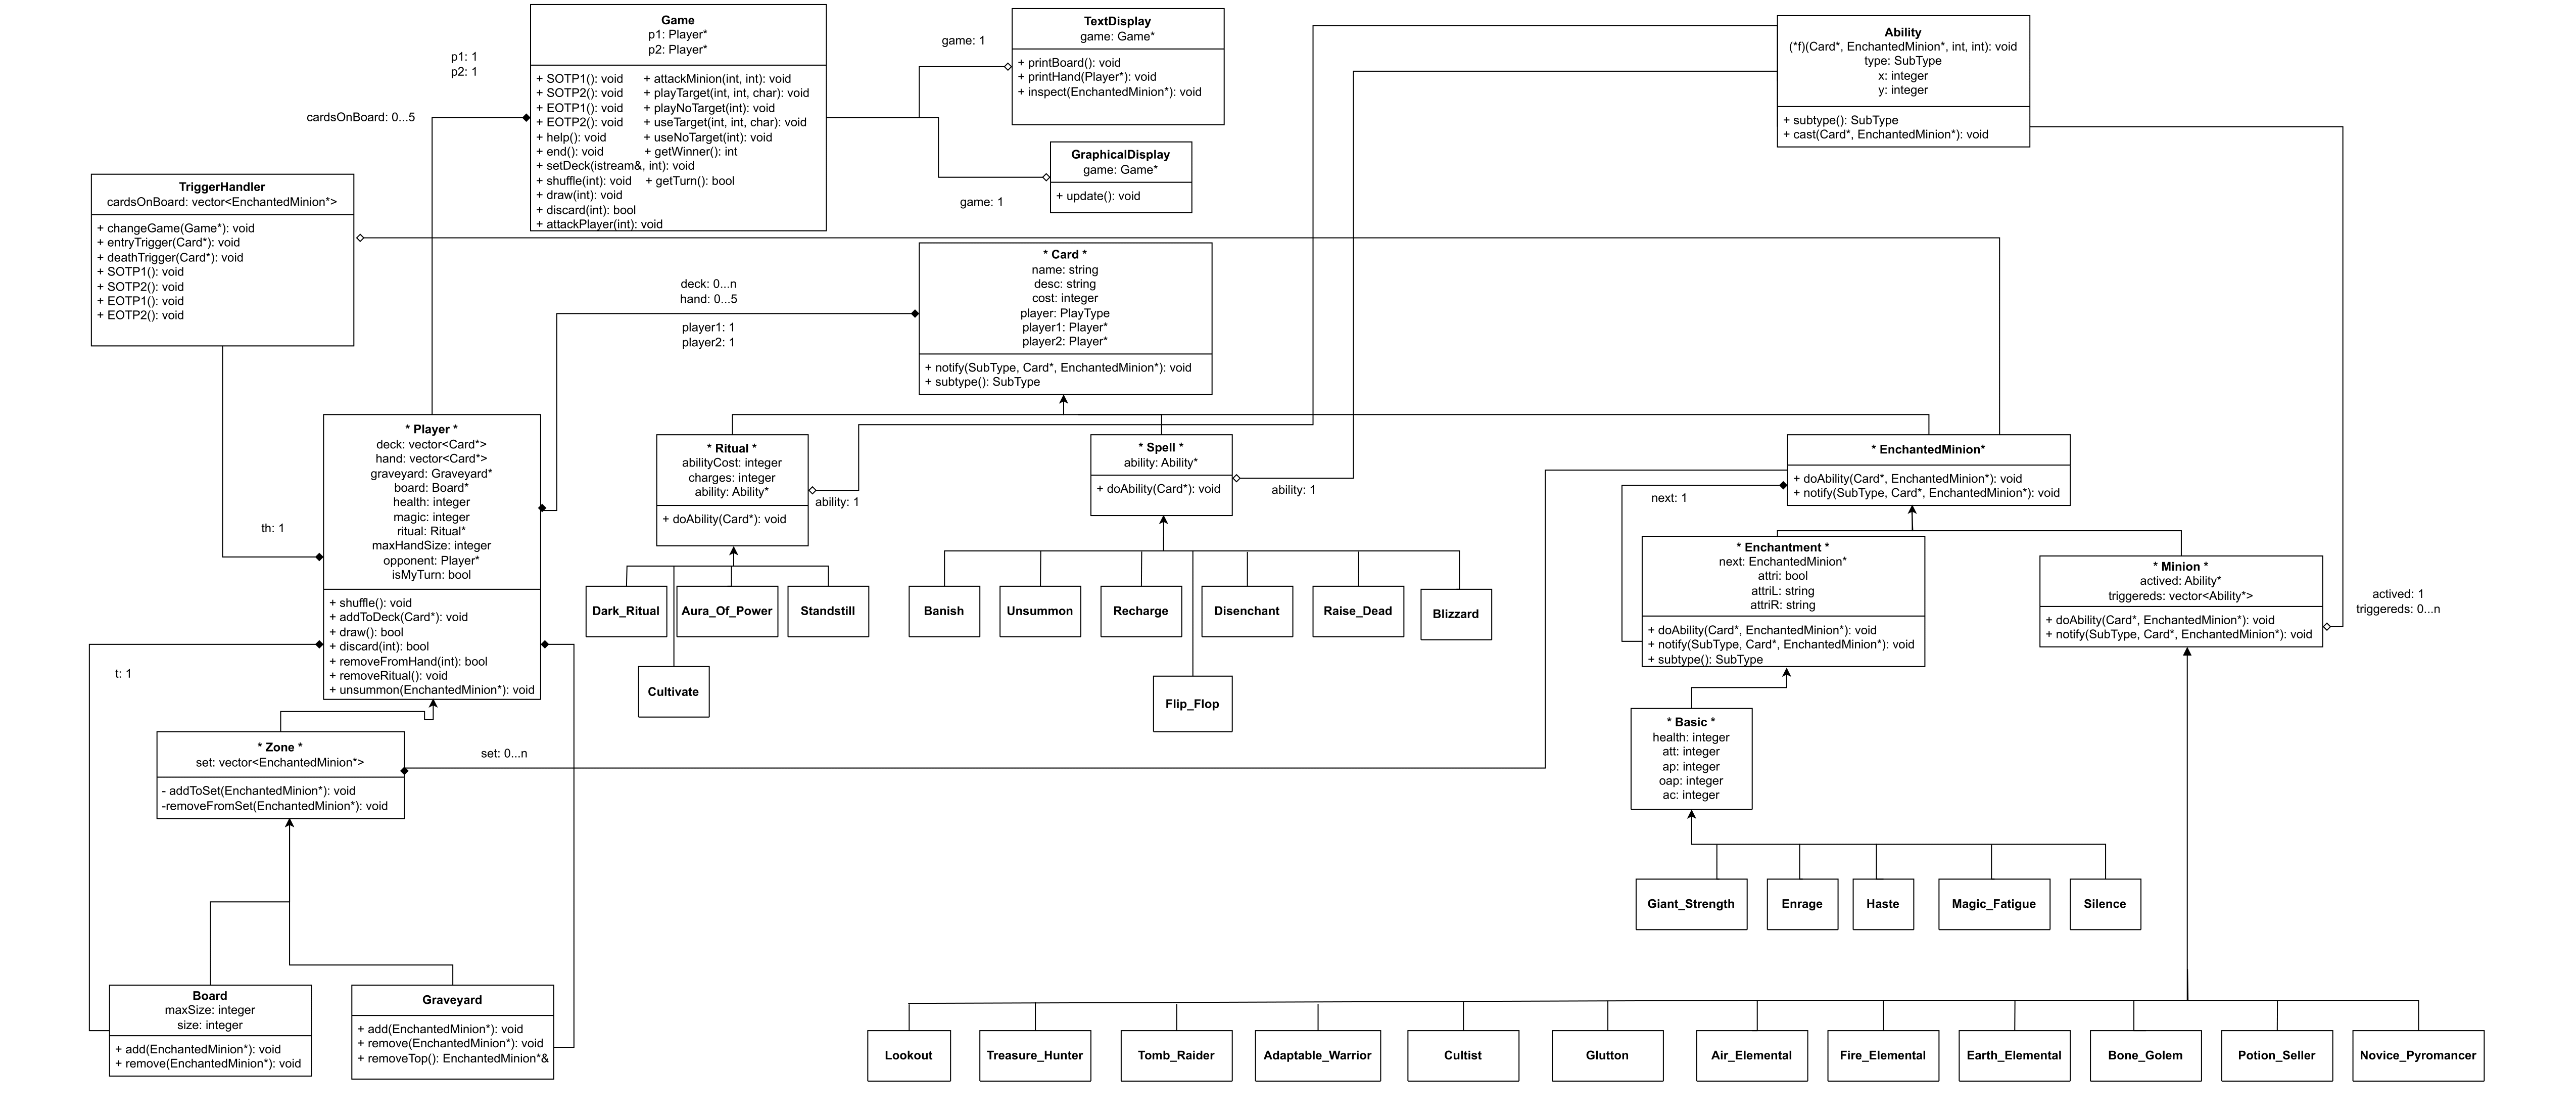 Game
p1: Player*
p2: Player*
+ SOTP1(): void + attackMinion(int, int): void
+ SOTP2(): void + playTarget(int, int, char): void
+ EOTP1(): void + playNoTarget(int): void
+ EOTP2(): void + useTarget(int, int, char): void
+ help(): void + useNoTarget(int): void
+ end(): void + getWinner(): int
+ setDeck(istream&, int): void
+ shuffle(int): void + getTurn(): bool
+ draw(int): void
+ discard(int): bool
+ attackPlayer(int): void
p1: 1
p2: 1
cardsOnBoard: 0...5
game: 1
TextDisplay
game: Game*
+ printBoard(): void
+ printHand(Player*): void
+ inspect(EnchantedMinion*): void
GraphicalDisplay
game: Game*
+ update(): void
game: 1
Ability
(*f)(Card*, EnchantedMinion*, int, int): void
type: SubType
x: integer
y: integer
+ subtype(): SubType
+ cast(Card*, EnchantedMinion*): void
TriggerHandler
cardsOnBoard: vector<EnchantedMinion*>
+ changeGame(Game*): void
+ entryTrigger(Card*): void
+ deathTrigger(Card*): void
+ SOTP1(): void
+ SOTP2(): void
+ EOTP1(): void
+ EOTP2(): void
* Card *
name: string
desc: string
cost: integer
player: PlayType
player1: Player*
player2: Player*
+ notify(SubType, Card*, EnchantedMinion*): void
+ subtype(): SubType
deck: 0...n
hand: 0...5
player1: 1
player2: 1
th: 1
* Player *
deck: vector<Card*>
hand: vector<Card*>
graveyard: Graveyard*
board: Board*
health: integer
magic: integer
ritual: Ritual*
maxHandSize: integer
opponent: Player*
isMyTurn: bool
+ shuffle(): void
+ addToDeck(Card*): void
+ draw(): bool
+ discard(int): bool
+ removeFromHand(int): bool
+ removeRitual(): void
+ unsummon(EnchantedMinion*): void
* Ritual *
abilityCost: integer
charges: integer
ability: Ability*
+ doAbility(Card*): void
ability: 1
* Spell *
ability: Ability*
+ doAbility(Card*): void
ability: 1
* EnchantedMinion*
+ doAbility(Card*, EnchantedMinion*): void
+ notify(SubType, Card*, EnchantedMinion*): void
next: 1
* Enchantment *
next: EnchantedMinion*
attri: bool
attriL: string
attriR: string
+ doAbility(Card*, EnchantedMinion*): void
+ notify(SubType, Card*, EnchantedMinion*): void
+ subtype(): SubType
* Minion *
actived: Ability*
triggereds: vector<Ability*>
+ doAbility(Card*, EnchantedMinion*): void
+ notify(SubType, Card*, EnchantedMinion*): void
actived: 1
triggereds: 0...n
Dark_Ritual
Aura_Of_Power
Standstill
Cultivate
Banish
Unsummon
Recharge
Disenchant
Raise_Dead
Blizzard
Flip_Flop
t: 1
* Zone *
set: vector<EnchantedMinion*>
- addToSet(EnchantedMinion*): void
-removeFromSet(EnchantedMinion*): void
set: 0...n
* Basic *
health: integer
att: integer
ap: integer
oap: integer
ac: integer
Giant_Strength
Enrage
Haste
Magic_Fatigue
Silence
Board
maxSize: integer
size: integer
+ add(EnchantedMinion*): void
+ remove(EnchantedMinion*): void
Graveyard
+ add(EnchantedMinion*): void
+ remove(EnchantedMinion*): void
+ removeTop(): EnchantedMinion*&
Lookout
Treasure_Hunter
Tomb_Raider
Adaptable_Warrior
Cultist
Glutton
Air_Elemental
Fire_Elemental
Earth_Elemental
Bone_Golem
Potion_Seller
Novice_Pyromancer